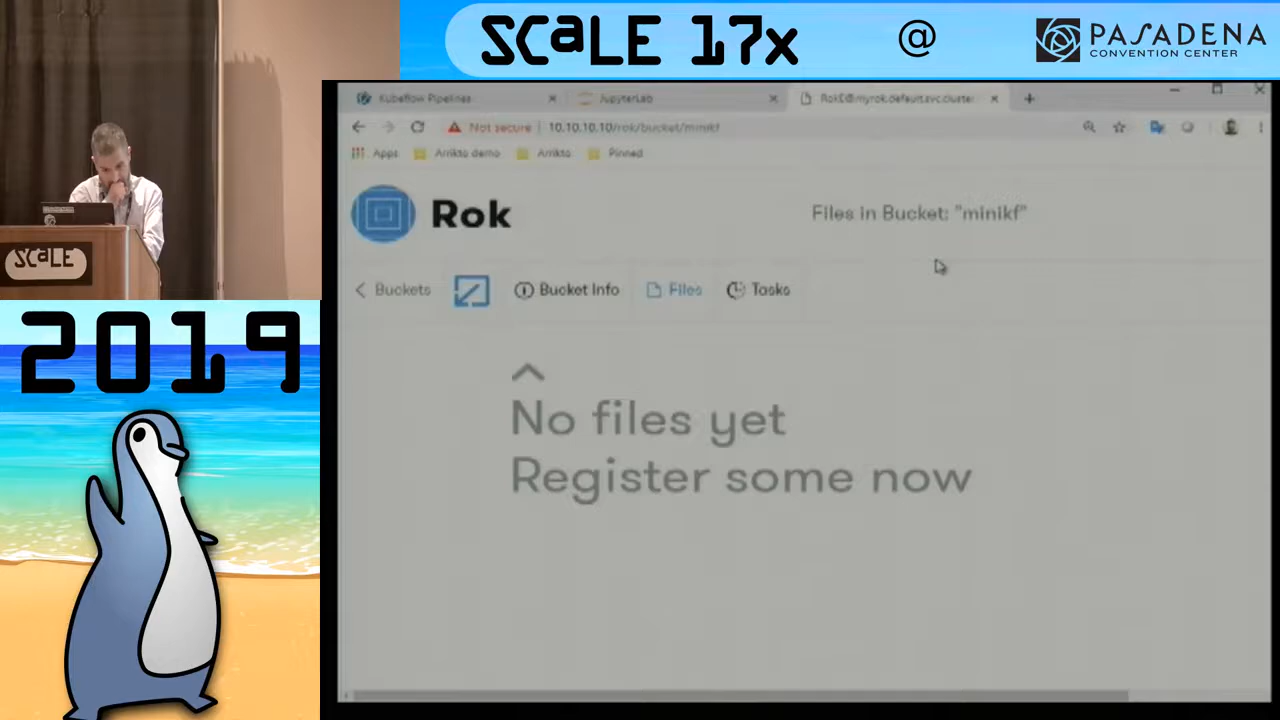 SCaLE 17x @ PASADENA
CONVENTION CENTER
Kubeflow Pipelines
JupyterLab
Not secure
10.10.10.10/rok/bucket/minikf
Apps
Arrikto demo
Arrikto
Pinned
Rok
Files in Bucket: "minikf"
Buckets
Bucket Info
Files
Tasks
No files yet
Register some now
SCaLE
2019